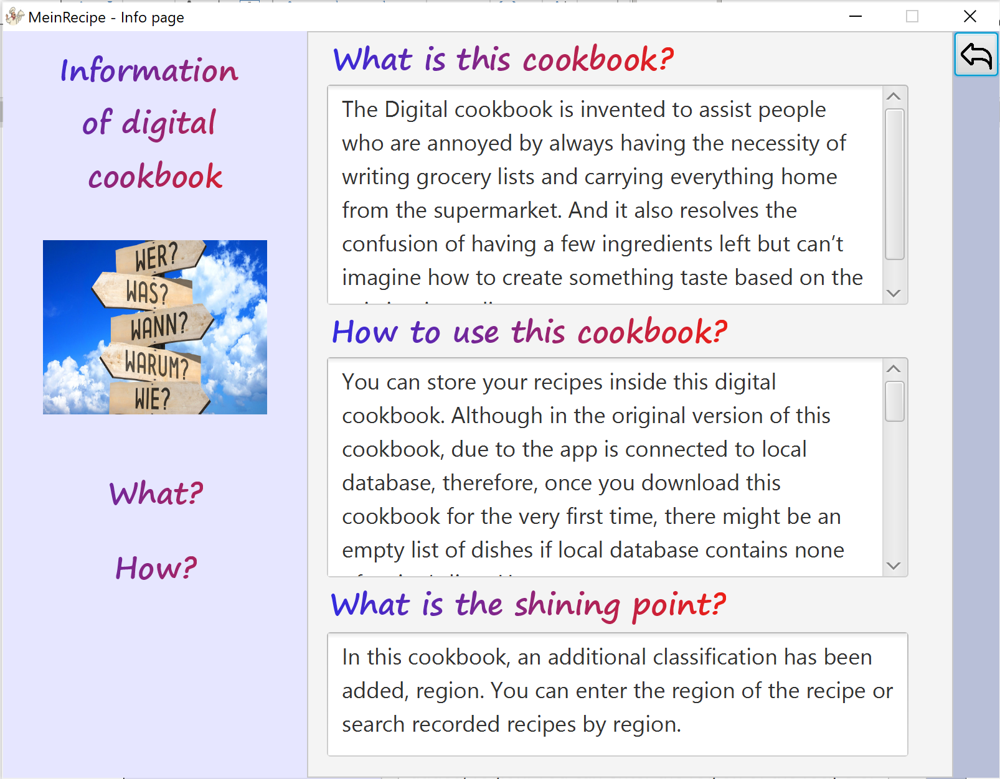 MeinRecipe - Info page
Information
of digital
cookbook
WER?
WAS?
WANN?
WARUM?
WIE?
What?
How?
What is this cookbook?
The Digital cookbook is invented to assist people
who are annoyed by always having the necessity of
writing grocery lists and carrying everything home
from the supermarket. And it also resolves the
confusion of having a few ingredients left but can’t
imagine how to create something taste based on the
How to use this cookbook?
You can store your recipes inside this digital
cookbook. Although in the original version of this
cookbook, due to the app is connected to local
database, therefore, once you download this
cookbook for the very first time, there might be an
empty list of dishes if local database contains none
What is the shining point?
In this cookbook, an additional classification has been
added, region. You can enter the region of the recipe or
search recorded recipes by region.